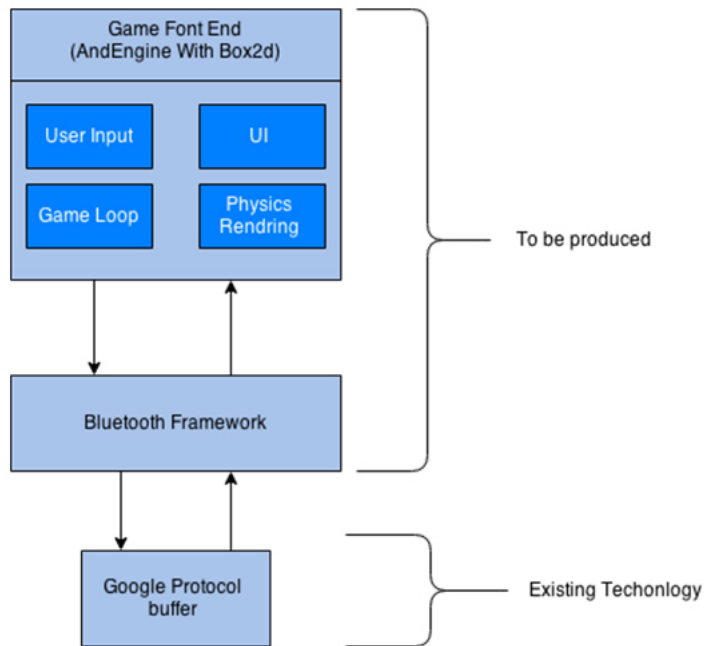 Game Font End
(AndEngine With Box2d)
User Input
UI
Game Loop
Physics
Rendring
To be produced
Bluetooth Framework
Google Protocol
buffer
Existing Techonlogy